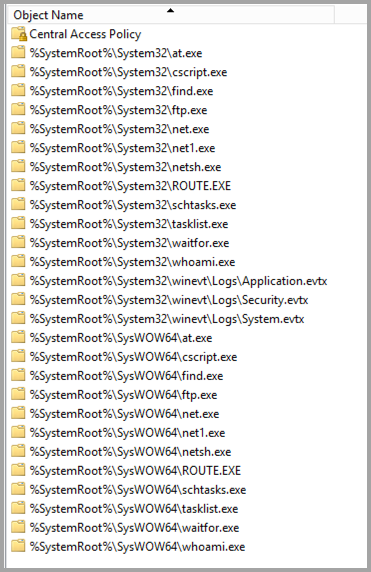 Object Name
Central Access Policy
%SystemRoot%\System32\at.exe
%SystemRoot%\System32\cscript.exe
%SystemRoot%\System32\find.exe
%SystemRoot%\System32\ftp.exe
%SystemRoot%\System32\net.exe
%SystemRoot%\System32\net1.exe
%SystemRoot%\System32\netsh.exe
%SystemRoot%\System32\ROUTE.EXE
%SystemRoot%\System32\schtasks.exe
%SystemRoot%\System32\tasklist.exe
%SystemRoot%\System32\waitfor.exe
%SystemRoot%\System32\whoami.exe
%SystemRoot%\System32\winevt\Logs\Application.evtx
%SystemRoot%\System32\winevt\Logs\Security.evtx
%SystemRoot%\System32\winevt\Logs\System.evtx
%SystemRoot%\SysWOW64\at.exe
%SystemRoot%\SysWOW64\cscript.exe
%SystemRoot%\SysWOW64\find.exe
%SystemRoot%\SysWOW64\ftp.exe
%SystemRoot%\SysWOW64\net.exe
%SystemRoot%\SysWOW64\net1.exe
%SystemRoot%\SysWOW64\netsh.exe
%SystemRoot%\SysWOW64\ROUTE.EXE
%SystemRoot%\SysWOW64\schtasks.exe
%SystemRoot%\SysWOW64\tasklist.exe
%SystemRoot%\SysWOW64\waitfor.exe
%SystemRoot%\SysWOW64\whoami.exe